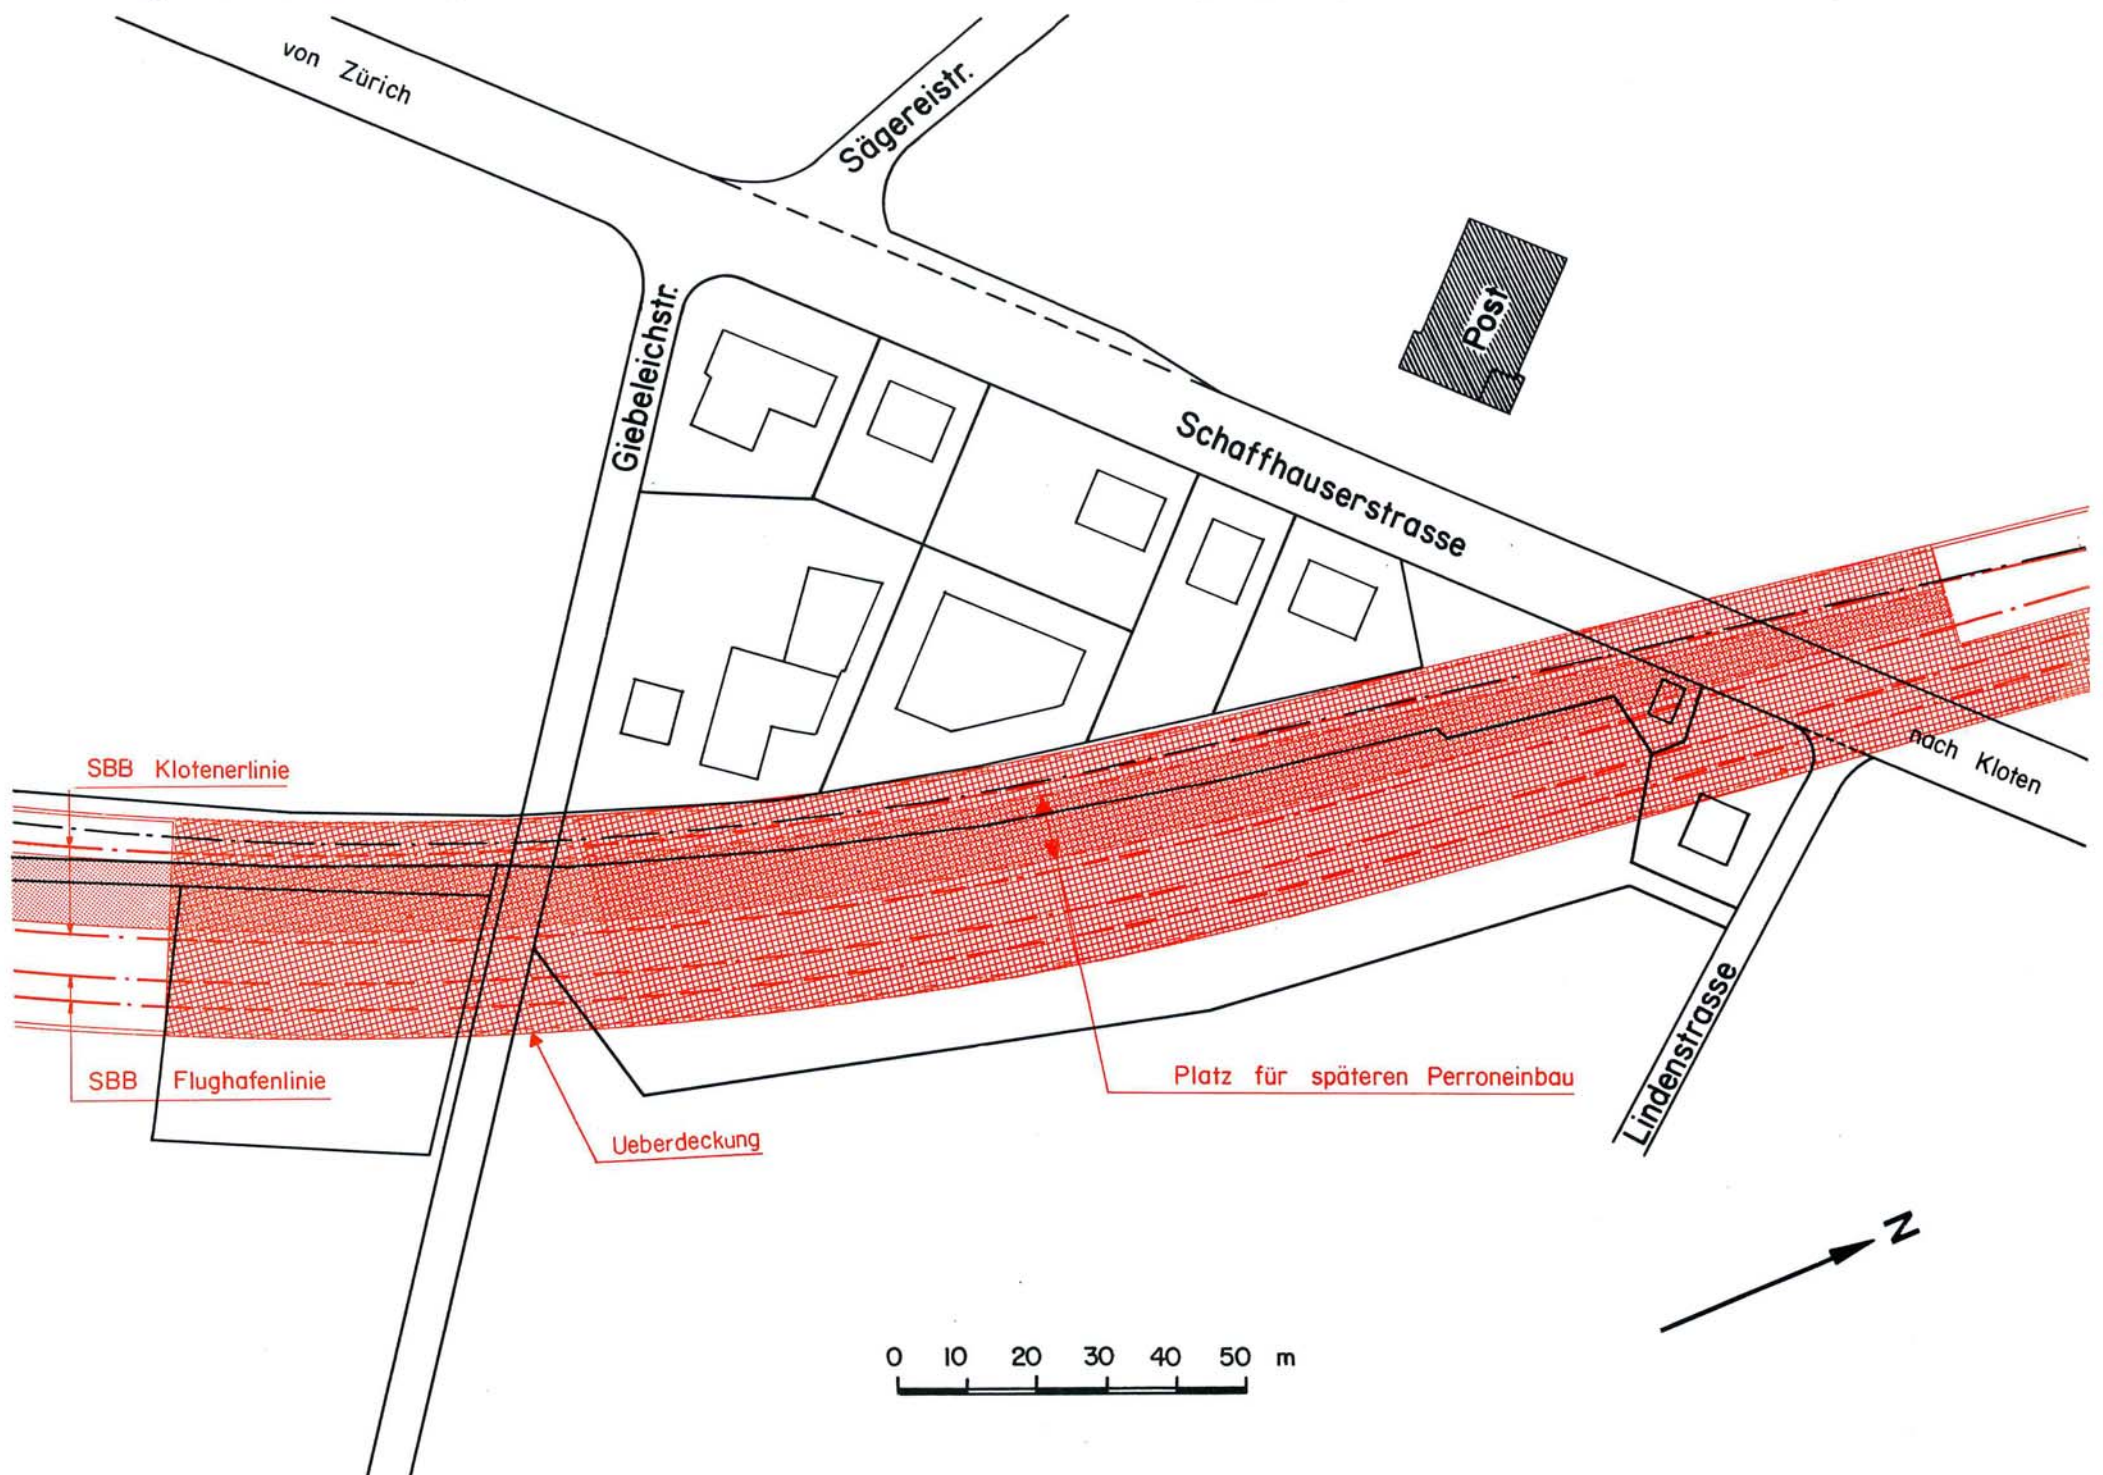 von Zürich
Sägereistr.
Post
Giebeleichstr.
Schaffhauserstrasse
nach Kloten
SBB Klotenerlinie
SBB Flughafenlinie
Platz für späteren Perroneinbau
Ueberdeckung
Lindenstrasse
N
0 10 20 30 40 50 m